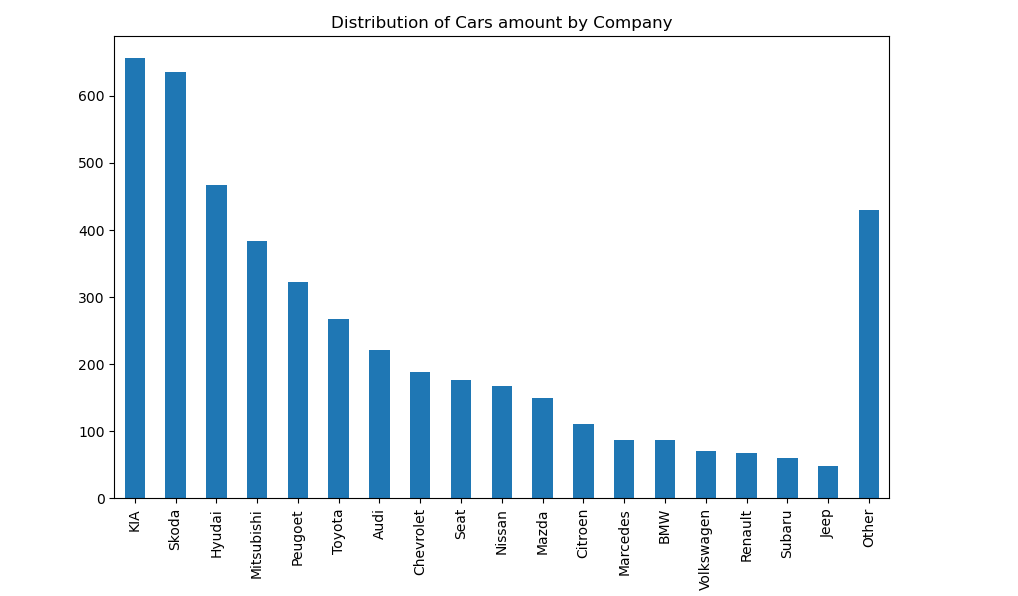 Distribution of Cars amount by Company
600
500
400
300
200
100
0
KIA
Skoda
Hyudai
Mitsubishi
Peugoet
Toyota
Audi
Chevrolet
Seat
Nissan
Mazda
Citroen
Marcedes
BMW
Volkswagen
Renault
Subaru
Jeep
Other